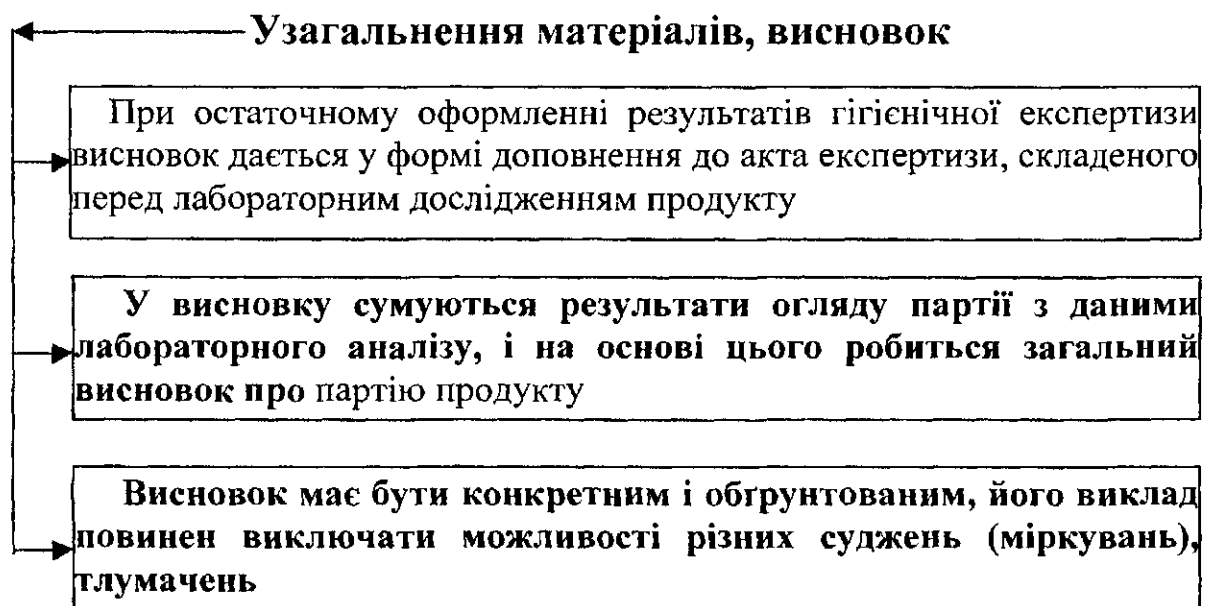 Узагальнення матеріалів, висновок
При остаточному оформленні результатів гігієнічної експертизи
висновок дається у формі доповнення до акта експертизи, складеного
перед лабораторним дослідженням продукту
У висновку сумуються результати огляду партії з даними
лабораторного аналізу, і на основі цього робиться загальний
висновок про партію продукту
Висновок має бути конкретним і обґрунтованим, його виклад
повинен виключати можливості різних суджень (міркувань),
тлумачень